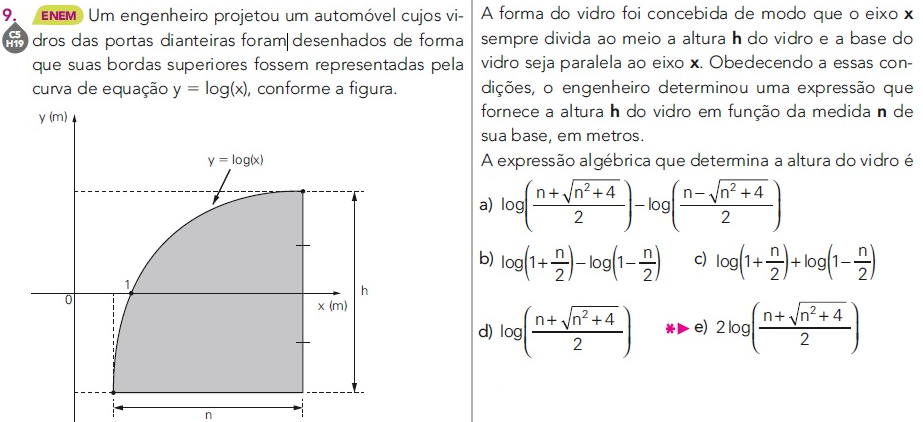 9. ENEM Um engenheiro projetou um automóvel cujos vi-
C5
H19
dros das portas dianteiras foram desenhados de forma
que suas bordas superiores fossem representadas pela
curva de equação y = log(x), conforme a figura.
y (m)
y = log(x)
1
0
x (m)
h
n
A forma do vidro foi concebida de modo que o eixo x
sempre divida ao meio a altura h do vidro e a base do
vidro seja paralela ao eixo x. Obedecendo a essas con-
dições, o engenheiro determinou uma expressão que
fornece a altura h do vidro em função da medida n de
sua base, em metros.
A expressão algébrica que determina a altura do vidro é
a) log((n + √(n² + 4))/2) – log((n – √(n² + 4))/2)
b) log(1 + n/2) – log(1 – n/2) c) log(1 + n/2) + log(1 – n/2)
d) log((n + √(n² + 4))/2) *▶ e) 2 log((n + √(n² + 4))/2)